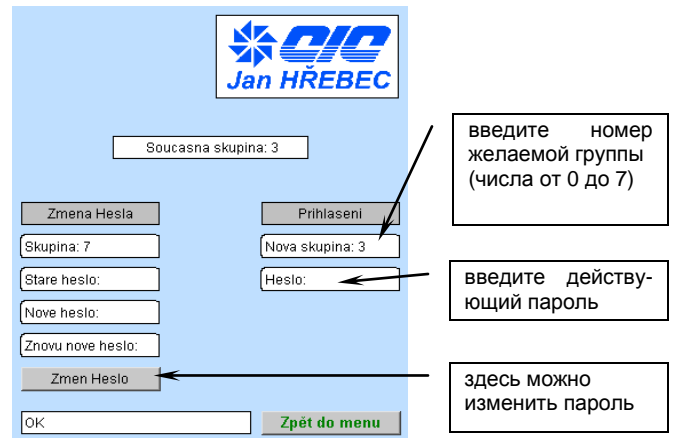 CIC
Jan HŘEBEC
Soucasna skupina: 3
Zmena Hesla
Skupina: 7
Stare heslo:
Nove heslo:
Znovu nove heslo:
Zmen Heslo
OK
Prihlaseni
Nova skupina: 3
Heslo:
Zpět do menu
введите номер
желаемой группы
(числа от 0 до 7)
введите действу-
ющий пароль
здесь можно
изменить пароль